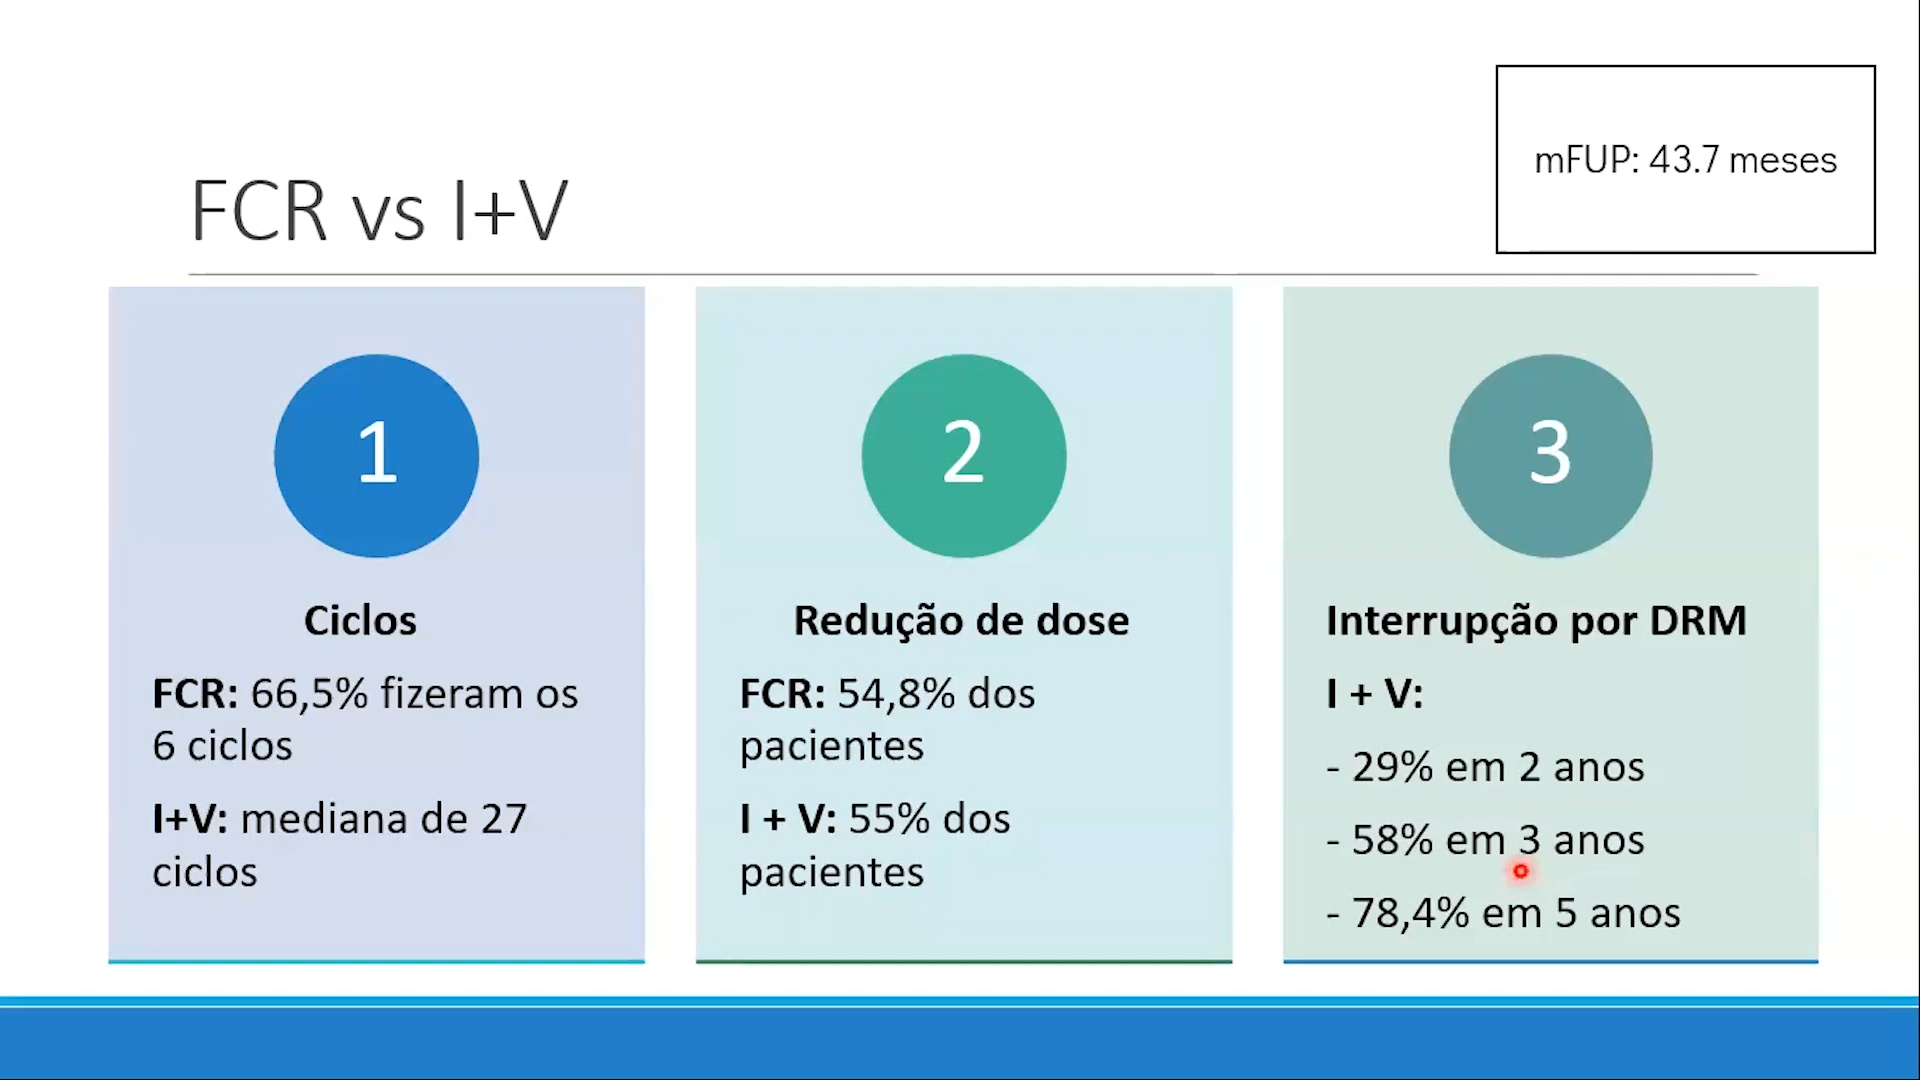 mFUP: 43.7 meses
FCR vs I+V
1
Ciclos
FCR: 66,5% fizeram os
6 ciclos
I+V: mediana de 27
ciclos
2
Redução de dose
FCR: 54,8% dos
pacientes
I + V: 55% dos
pacientes
3
Interrupção por DRM
I + V:
- 29% em 2 anos
- 58% em 3 anos
- 78,4% em 5 anos